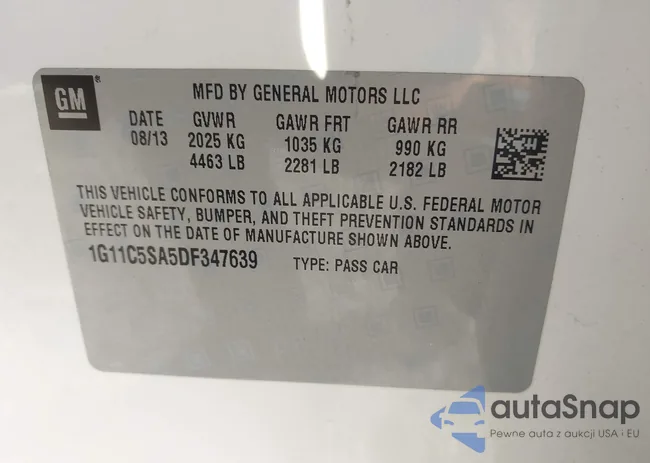 GM
MFD BY GENERAL MOTORS LLC
DATE GVWR GAWR FRT GAWR RR
08/13 2025 KG 1035 KG 990 KG
4463 LB 2281 LB 2182 LB
THIS VEHICLE CONFORMS TO ALL APPLICABLE U.S. FEDERAL MOTOR
VEHICLE SAFETY, BUMPER, AND THEFT PREVENTION STANDARDS IN
EFFECT ON THE DATE OF MANUFACTURE SHOWN ABOVE.
1G11C5SA5DF347639 TYPE: PASS CAR
autaSnap
Pewne auta z aukcji USA i EU